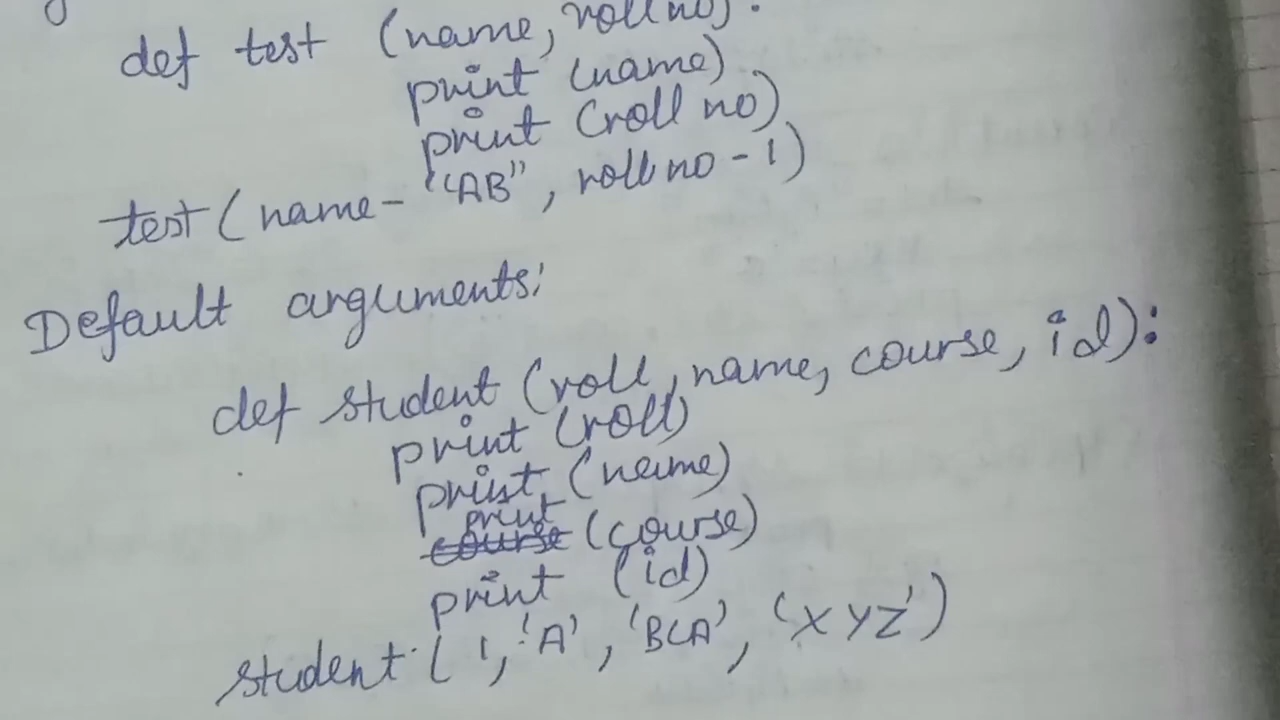 def test (name, roll no):
print (name)
print (roll no)
test (name- "AB", roll no - 1)
Default arguments:
def student (roll, name, course, id):
print (roll)
print (name)
print (course)
print (id)
student (1, 'A', 'BCA', 'XYZ')